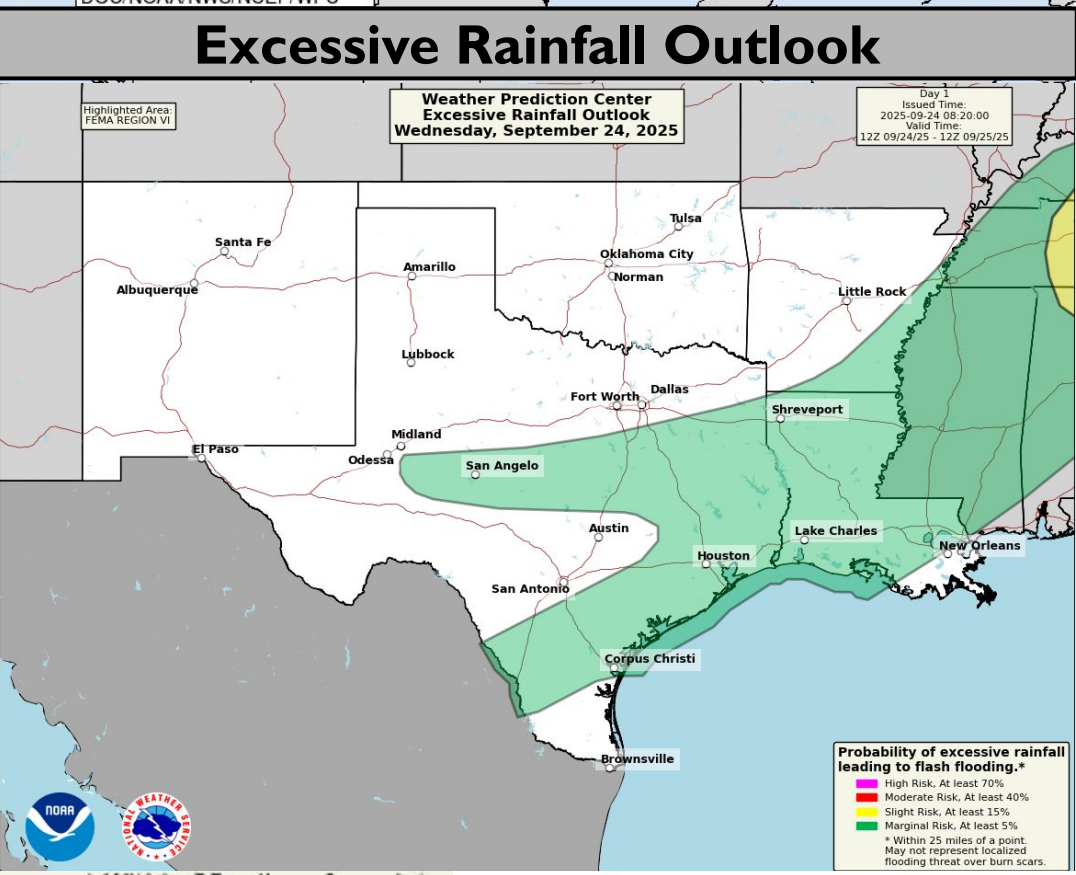 Excessive Rainfall Outlook
Highlighted Area:
FEMA REGION VI
Weather Prediction Center
Excessive Rainfall Outlook
Wednesday, September 24, 2025
Day 1
Issued Time:
2025-09-24 08:20:00
Valid Time:
12Z 09/24/25 - 12Z 09/25/25
Tulsa
Santa Fe
Oklahoma City
Amarillo
Norman
Albuquerque
Little Rock
Lubbock
Dallas
Fort Worth
Shreveport
Midland
El Paso
Odessa
San Angelo
Austin
Lake Charles
New Orleans
Houston
San Antonio
Corpus Christi
Brownsville
Probability of excessive rainfall
leading to flash flooding.*
High Risk, At least 70%
Moderate Risk, At least 40%
Slight Risk, At least 15%
Marginal Risk, At least 5%
* Within 25 miles of a point.
May not represent localized
flooding threat over burn scars.
NOAA
NATIONAL WEATHER SERVICE